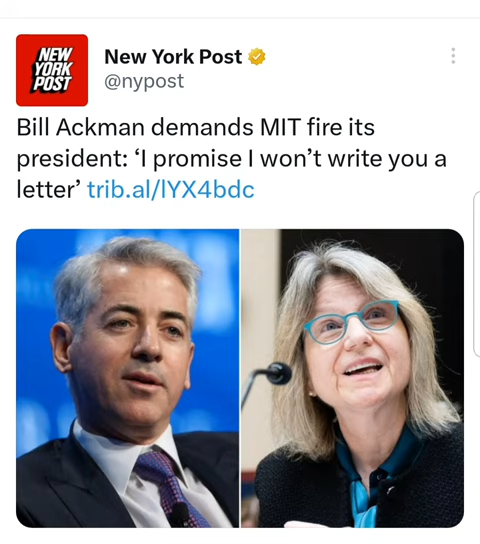 NEW
YORK
POST
New York Post
@nypost
Bill Ackman demands MIT fire its
president: ‘I promise I won’t write you a
letter’ trib.al/lYX4bdc